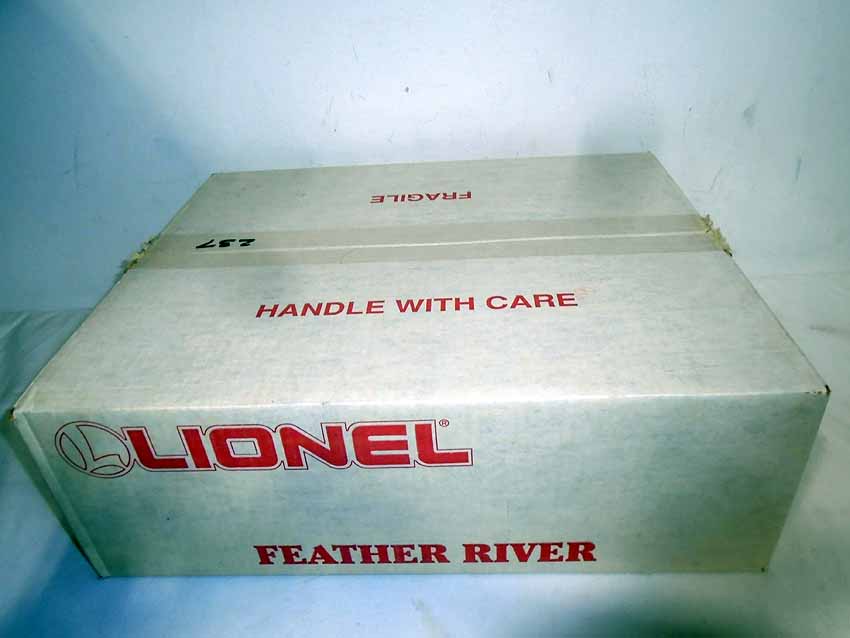 FRAGILE
237
HANDLE WITH CARE
LIONEL®
FEATHER RIVER